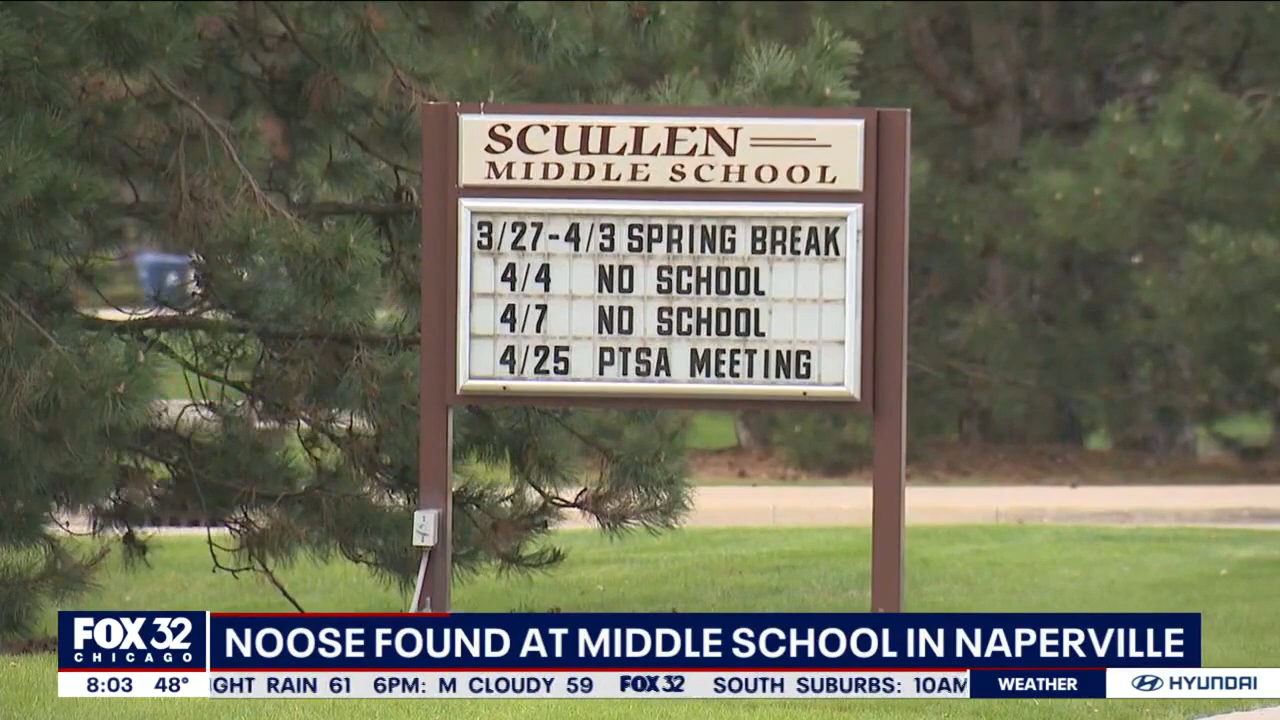 SCULLEN
MIDDLE SCHOOL
3/27-4/3 SPRING BREAK
4/4 NO SCHOOL
4/7 NO SCHOOL
4/25 PTSA MEETING
FOX 32
CHICAGO
NOOSE FOUND AT MIDDLE SCHOOL IN NAPERVILLE
8:03 48° IGHT RAIN 61 6PM: M CLOUDY 59 FOX 32 SOUTH SUBURBS: 10AM WEATHER HYUNDAI